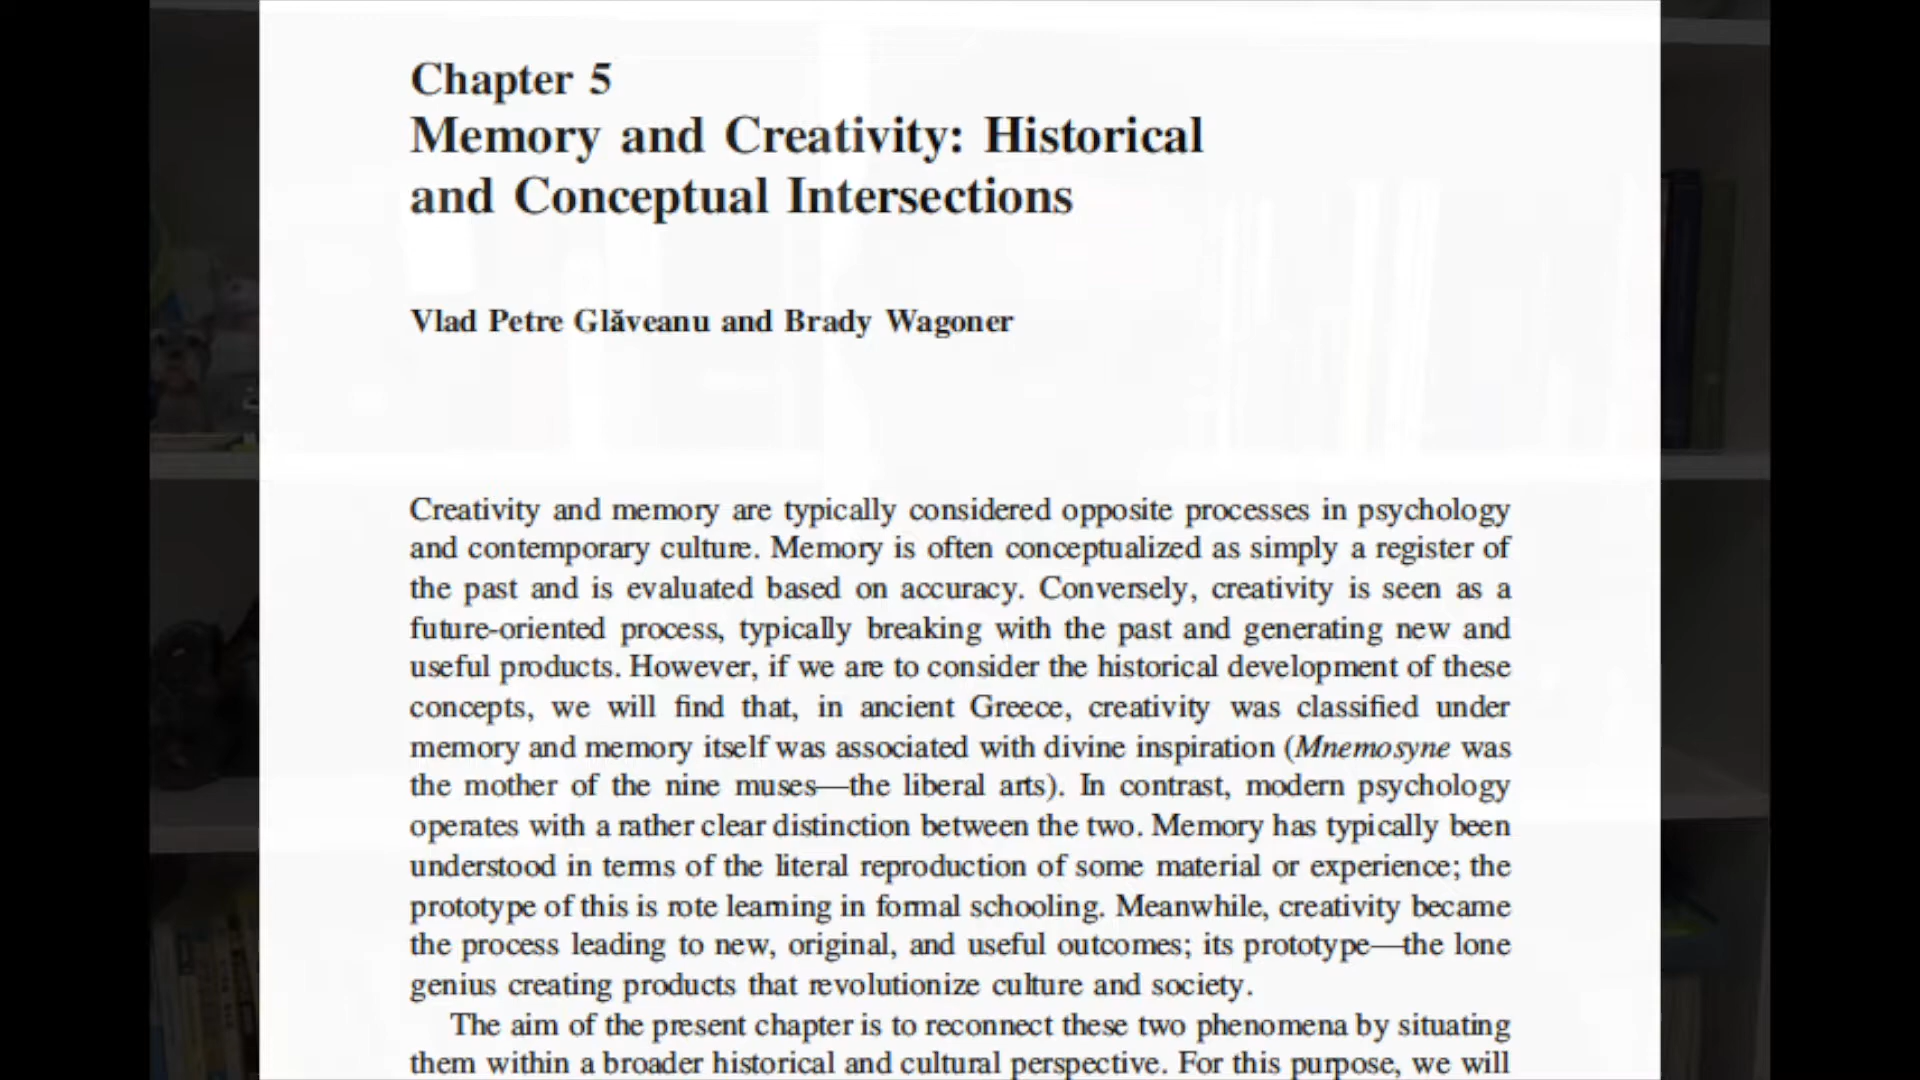 Chapter 5
Memory and Creativity: Historical
and Conceptual Intersections
Vlad Petre Glăveanu and Brady Wagoner
Creativity and memory are typically considered opposite processes in psychology
and contemporary culture. Memory is often conceptualized as simply a register of
the past and is evaluated based on accuracy. Conversely, creativity is seen as a
future-oriented process, typically breaking with the past and generating new and
useful products. However, if we are to consider the historical development of these
concepts, we will find that, in ancient Greece, creativity was classified under
memory and memory itself was associated with divine inspiration (Mnemosyne was
the mother of the nine muses—the liberal arts). In contrast, modern psychology
operates with a rather clear distinction between the two. Memory has typically been
understood in terms of the literal reproduction of some material or experience; the
prototype of this is rote learning in formal schooling. Meanwhile, creativity became
the process leading to new, original, and useful outcomes; its prototype—the lone
genius creating products that revolutionize culture and society.
The aim of the present chapter is to reconnect these two phenomena by situating
them within a broader historical and cultural perspective. For this purpose, we will